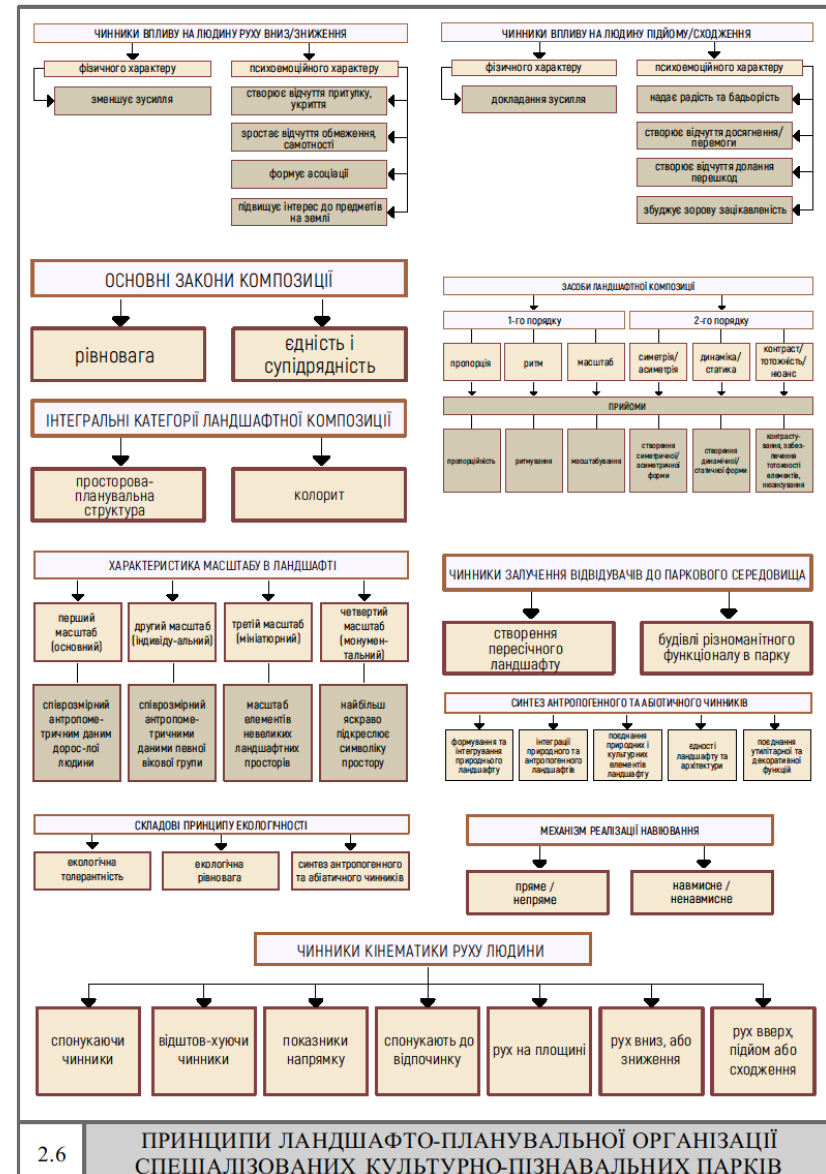 ЧИННИКИ ВПЛИВУ НА ЛЮДИНУ РУХУ ВНИЗ/ЗНИЖЕННЯ
фізичного характеру
психоемоційного характеру
зменшує зусилля
створює відчуття притулку,
укриття
зростає відчуття обмеження,
самотності
формує асоціації
підвищує інтерес до предметів
на землі
ЧИННИКИ ВПЛИВУ НА ЛЮДИНУ ПІДЙОМУ/СХОДЖЕННЯ
фізичного характеру
психоемоційного характеру
докладання зусилля
надає радість та бадьорість
створює відчуття досягнення/
перемоги
створює відчуття долання
перешкод
збуджує зорову зацікавленість
ОСНОВНІ ЗАКОНИ КОМПОЗИЦІЇ
рівновага
єдність і
супідрядність
ЗАСОБИ ЛАНДШАФТНОЇ КОМПОЗИЦІЇ
1-го порядку
2-го порядку
пропорція
ритм
масштаб
симетрія/
асиметрія
динаміка/
статика
контраст/
тотожність/
нюанс
ПРИЙОМИ
пропорційність
ритмування
масштабування
створення
симетричної/
асиметричної
форми
створення
динамічної/
статичної форми
контрасту-
вання, забез-
печення
тотожності
елементів,
нюансування
ІНТЕГРАЛЬНІ КАТЕГОРІЇ ЛАНДШАФТНОЇ КОМПОЗИЦІЇ
просторова-
планувальна
структура
колорит
ХАРАКТЕРИСТИКА МАСШТАБУ В ЛАНДШАФТІ
перший
масштаб
(основний)
другий масштаб
(індивіду-альний)
третій масштаб
(мініатюрний)
четвертий
масштаб
(монумен-
тальний)
співрозмірний
антропоме-
тричним даним
дорос-лої
людини
співрозмірний
антропоме-
тричними
даними певної
вікової групи
масштаб
елементів
невеликих
ландшафтних
просторів
найбільш
яскраво
підкреслює
символіку
простору
ЧИННИКИ ЗАЛУЧЕННЯ ВІДВІДУВАЧІВ ДО ПАРКОВОГО СЕРЕДОВИЩА
створення
пересічного
ландшафту
будівлі різноманітного
функціоналу в парку
СИНТЕЗ АНТРОПОГЕННОГО ТА АБІОТИЧНОГО ЧИННИКІВ
формування та
інтегрування
природнього
ландшафту
інтеграції
природного та
антропогенного
ландшафтів
поєднання
природних і
культурних
елементів
ландшафту
єдності
ландшафту та
архітектури
поєднання
утилітарної та
декоративної
функцій
СКЛАДОВІ ПРИНЦИПУ ЕКОЛОГІЧНОСТІ
екологічна
толерантність
екологічна
рівновага
синтез антропогенного
та абіатичного чинників
МЕХАНІЗМ РЕАЛІЗАЦІЇ НАВІЮВАННЯ
пряме /
непряме
навмисне /
ненавмисне
ЧИННИКИ КІНЕМАТИКИ РУХУ ЛЮДИНИ
спонукаючи
чинники
відштов-хуючи
чинники
показники
напрямку
спонукають до
відпочинку
рух на площині
рух вниз, або
зниження
рух вверх,
підйом або
сходження
2.6
ПРИНЦИПИ ЛАНДШАФТО-ПЛАНУВАЛЬНОЇ ОРГАНІЗАЦІЇ
СПЕЦІАЛІЗОВАНИХ КУЛЬТУРНО-ПІЗНАВАЛЬНИХ ПАРКІВ